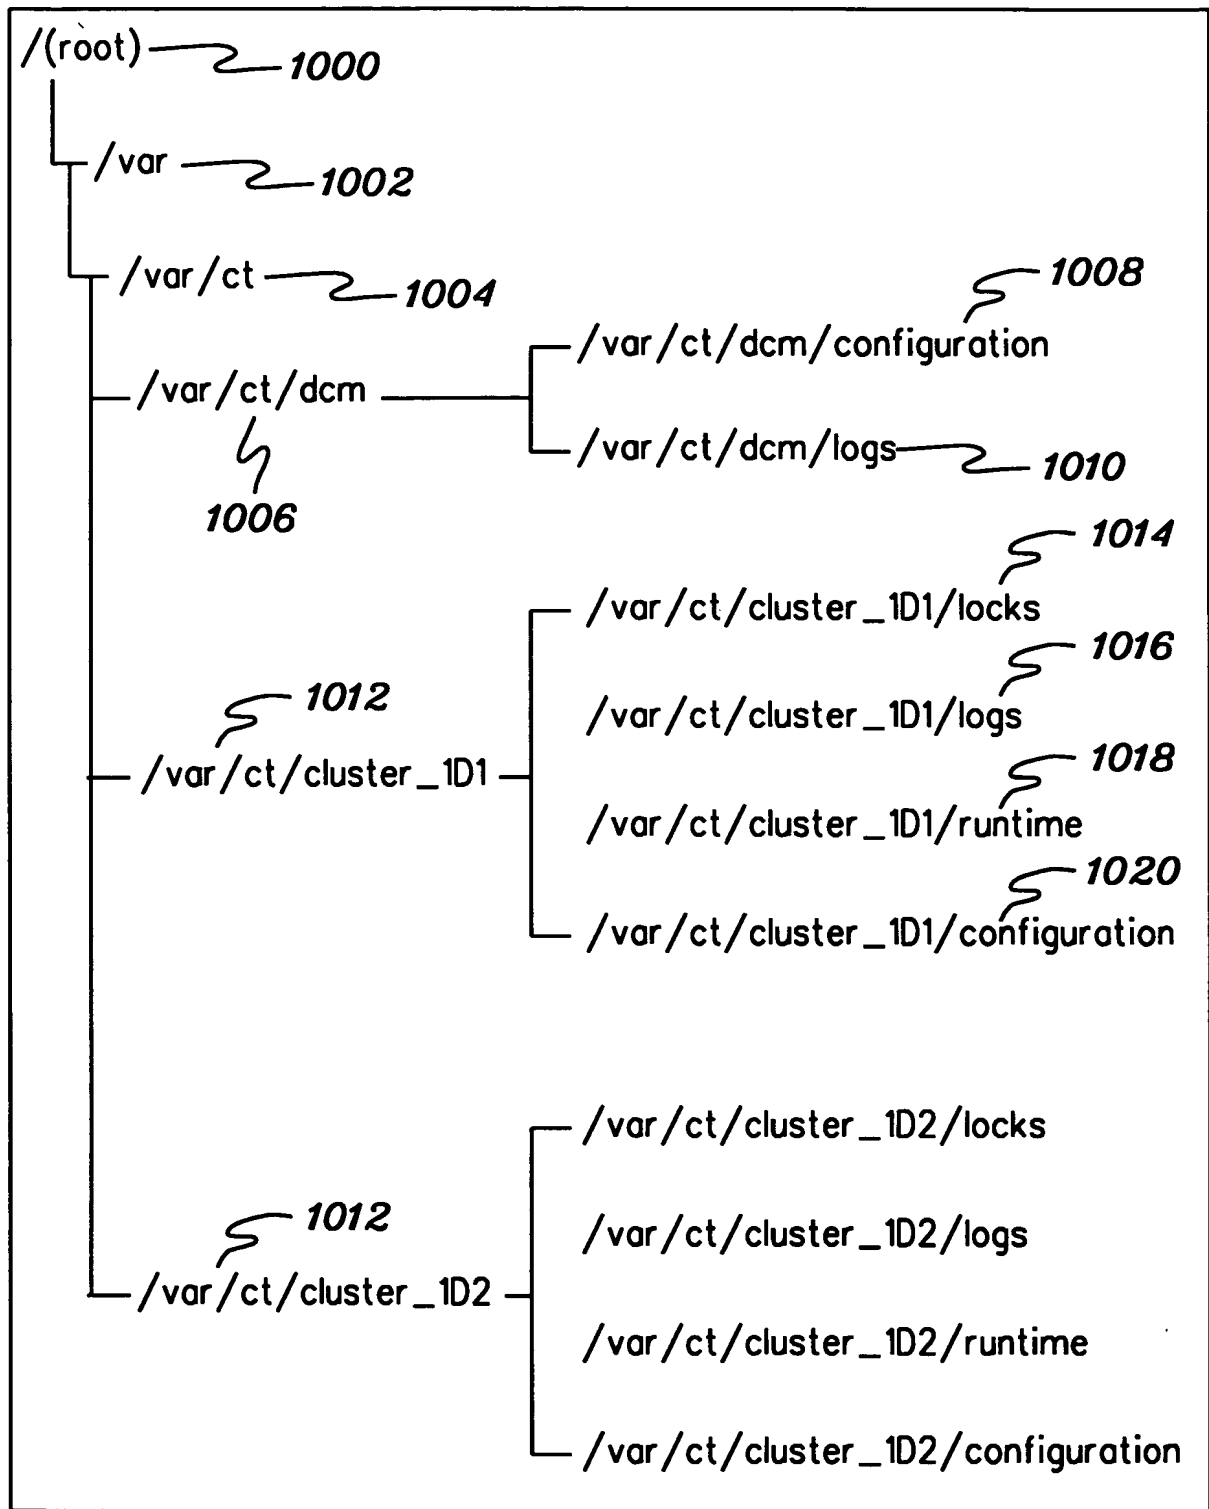 /(root) 1000
/var 1002
/var/ct 1004
1008
/var/ct/dcm/configuration
/var/ct/dcm
/var/ct/dcm/logs 1010
1006
1014
/var/ct/cluster_1D1/locks
1016
1012
/var/ct/cluster_1D1/logs
1018
/var/ct/cluster_1D1
/var/ct/cluster_1D1/runtime
1020
/var/ct/cluster_1D1/configuration
/var/ct/cluster_1D2/locks
1012
/var/ct/cluster_1D2/logs
/var/ct/cluster_1D2
/var/ct/cluster_1D2/runtime
/var/ct/cluster_1D2/configuration